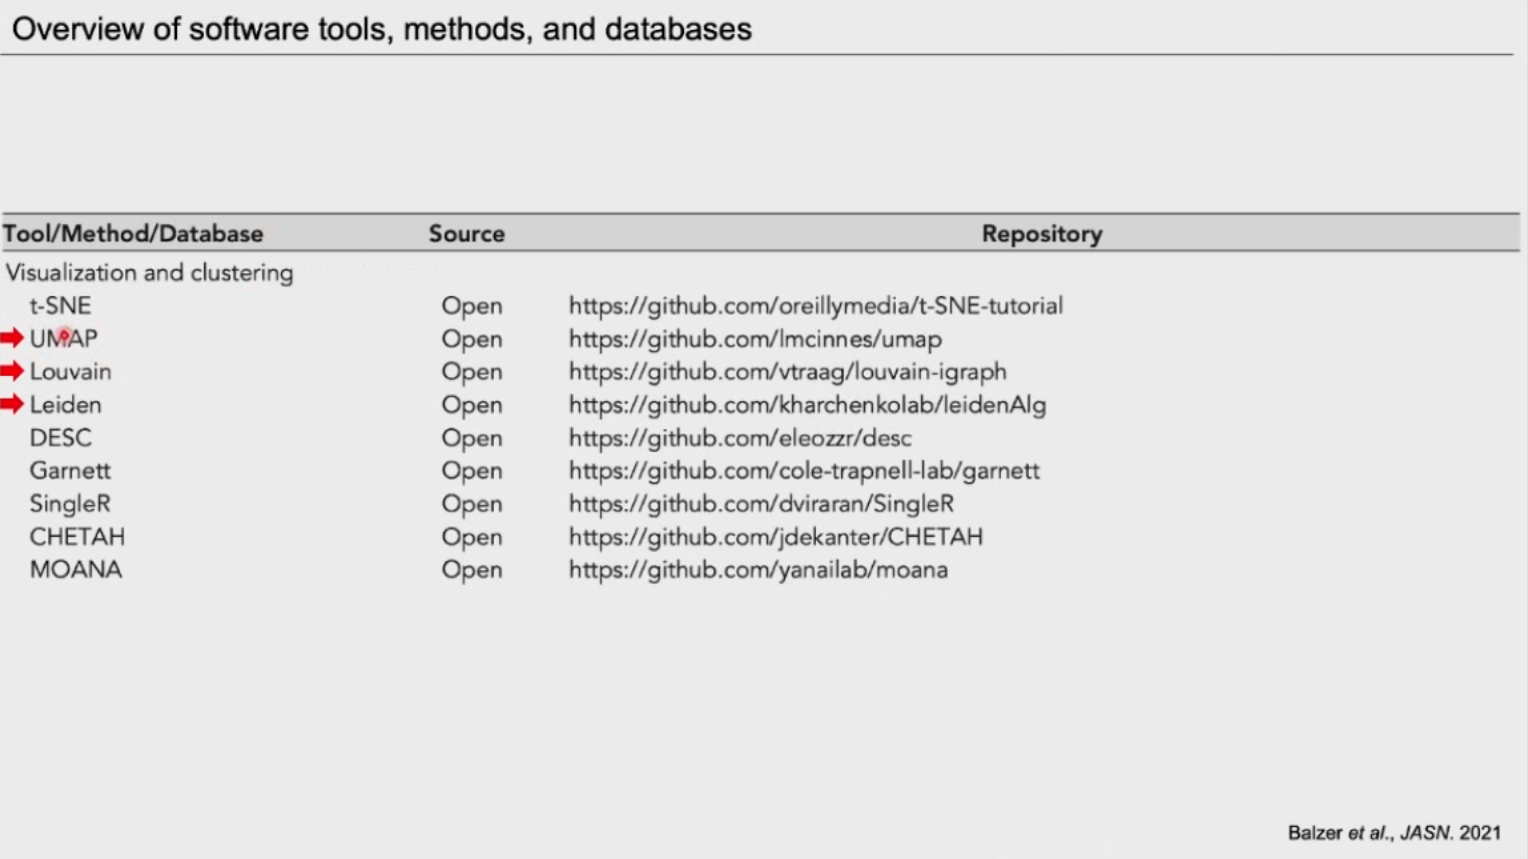 Overview of software tools, methods, and databases
Tool/Method/Database Source Repository
Visualization and clustering
t-SNE Open https://github.com/oreillymedia/t-SNE-tutorial
UMAP Open https://github.com/lmcinnes/umap
Louvain Open https://github.com/vtraag/louvain-igraph
Leiden Open https://github.com/kharchenkolab/leidenAlg
DESC Open https://github.com/eleozzr/desc
Garnett Open https://github.com/cole-trapnell-lab/garnett
SingleR Open https://github.com/dviraran/SingleR
CHETAH Open https://github.com/jdekanter/CHETAH
MOANA Open https://github.com/yanailab/moana
Balzer et al., JASN. 2021